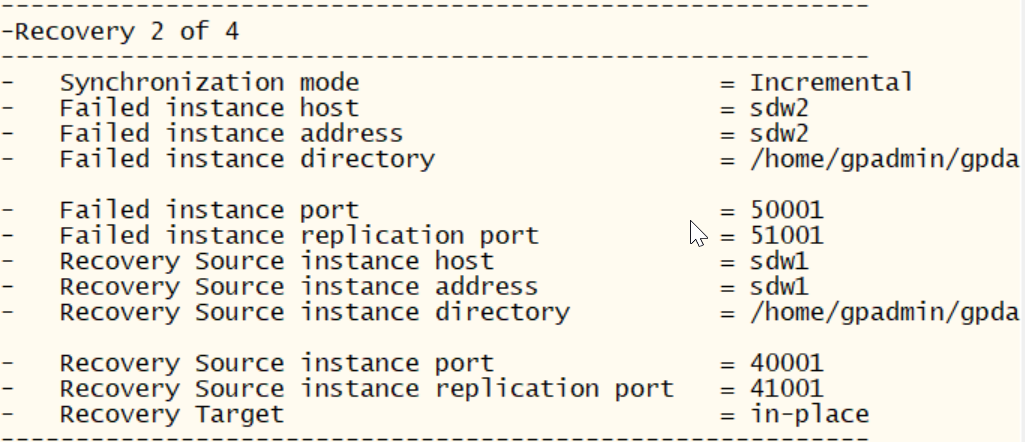 ------------------------------------------------------------
-Recovery 2 of 4
------------------------------------------------------------
-   Synchronization mode                        = Incremental
-   Failed instance host                        = sdw2
-   Failed instance address                     = sdw2
-   Failed instance directory                   = /home/gpadmin/gpda
-   Failed instance port                        = 50001
-   Failed instance replication port            = 51001
-   Recovery Source instance host               = sdw1
-   Recovery Source instance address            = sdw1
-   Recovery Source instance directory          = /home/gpadmin/gpda
-   Recovery Source instance port               = 40001
-   Recovery Source instance replication port   = 41001
-   Recovery Target                             = in-place
------------------------------------------------------------